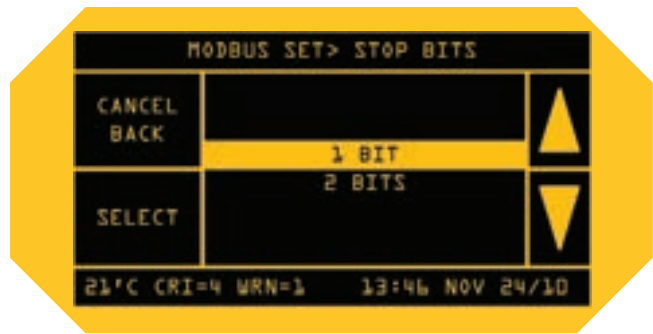 MODBUS SET> STOP BITS
CANCEL
BACK
1 BIT
2 BITS
SELECT
21°C CRI=4 WRN=1 13:46 NOV 24/10